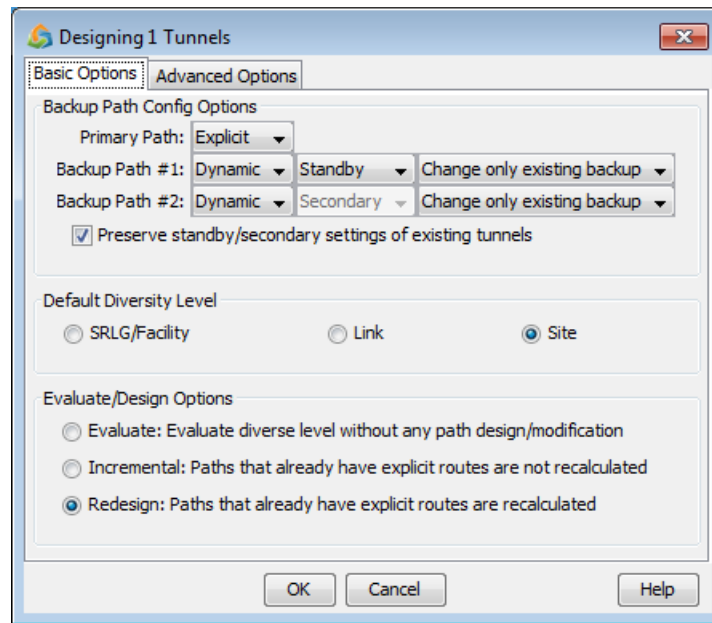 Designing 1 Tunnels
Basic Options Advanced Options
Backup Path Config Options
Primary Path: Explicit
Backup Path #1: Dynamic Standby Change only existing backup
Backup Path #2: Dynamic Secondary Change only existing backup
Preserve standby/secondary settings of existing tunnels
Default Diversity Level
SRLG/Facility Link Site
Evaluate/Design Options
Evaluate: Evaluate diverse level without any path design/modification
Incremental: Paths that already have explicit routes are not recalculated
Redesign: Paths that already have explicit routes are recalculated
OK Cancel Help